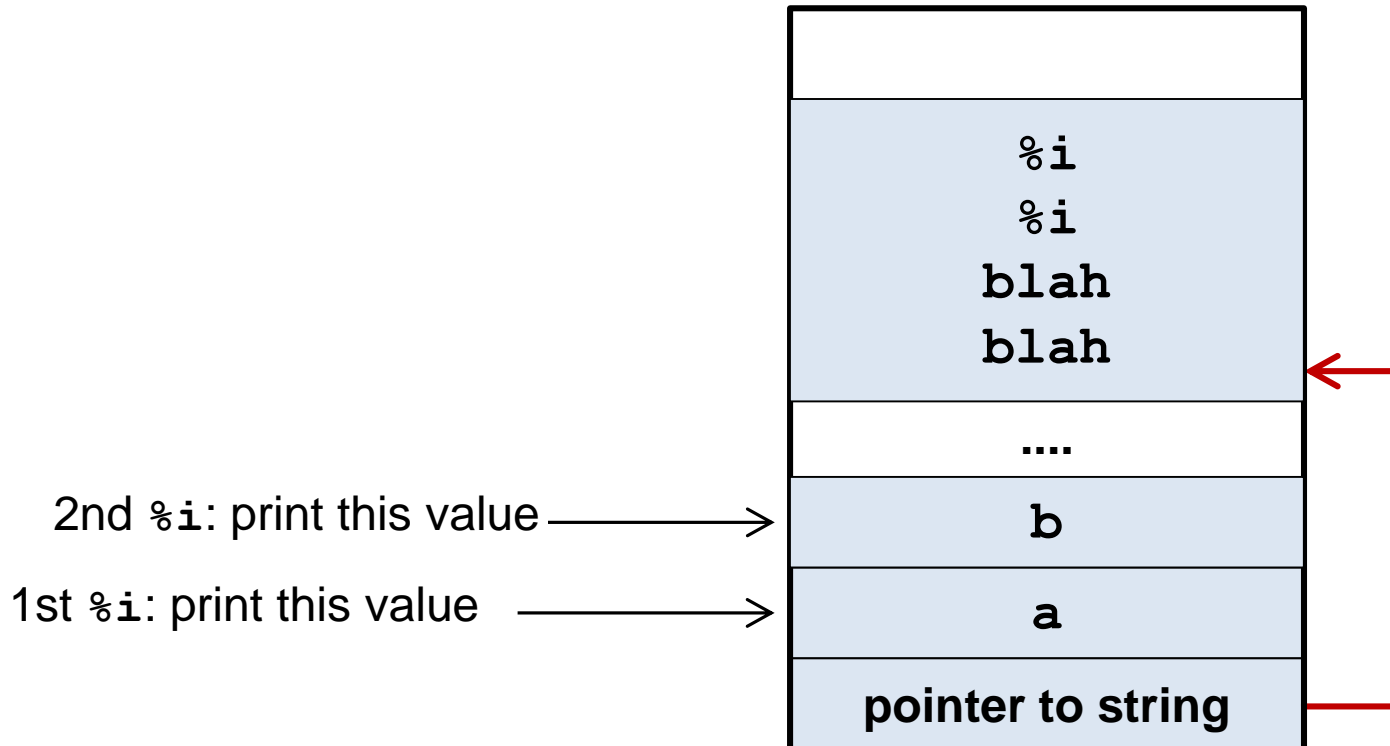 %i
%i
blah
blah
....
2nd %i: print this value
b
1st %i: print this value
a
pointer to string